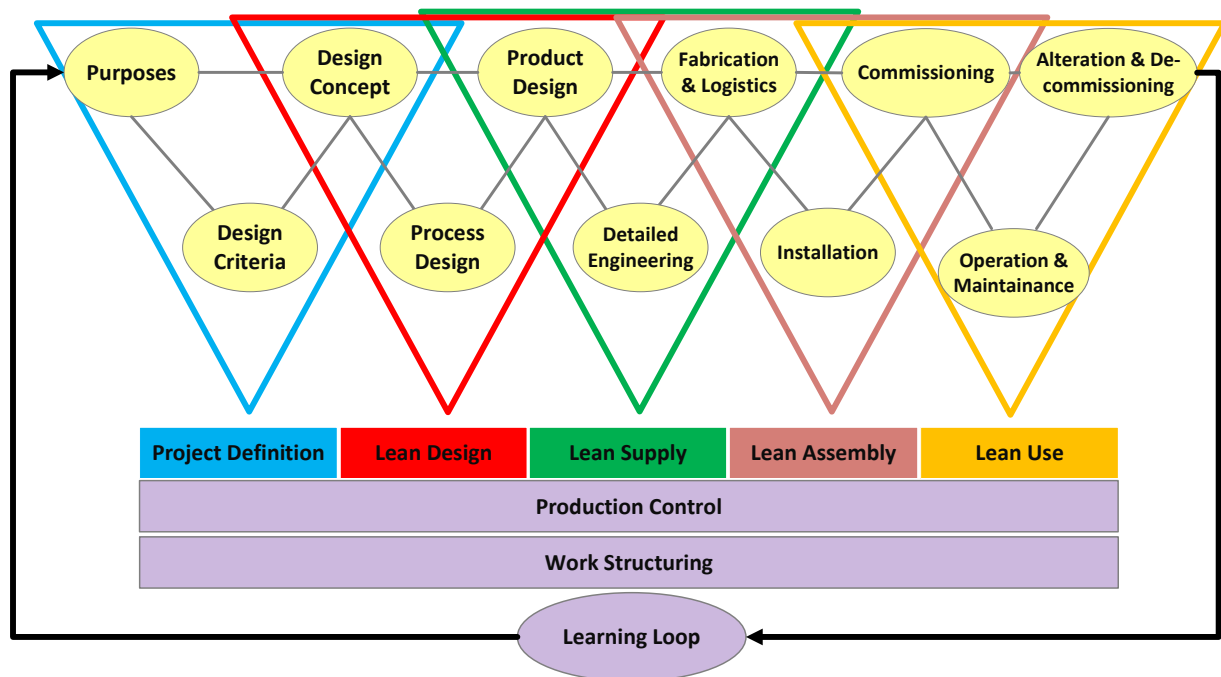 Purposes
Design
Concept
Product
Design
Fabrication
& Logistics
Commissioning
Alteration & De-
commissioning
Design
Criteria
Process
Design
Detailed
Engineering
Installation
Operation &
Maintainance
Project Definition
Lean Design
Lean Supply
Lean Assembly
Lean Use
Production Control
Work Structuring
Learning Loop